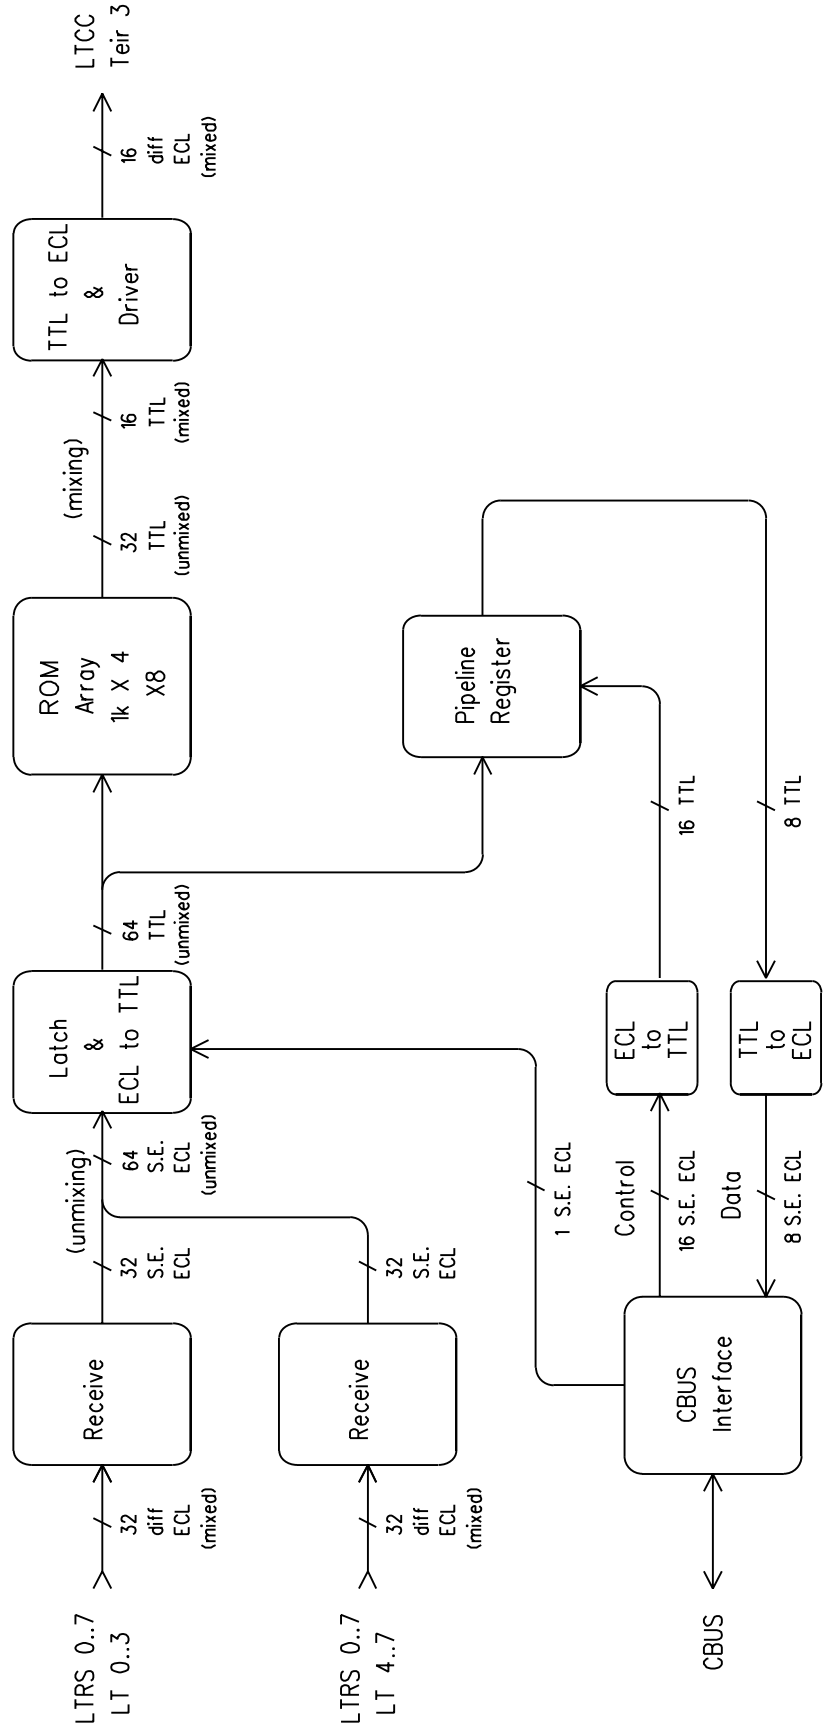 LTRS 0..7
LT 0..3
32
diff
ECL
(mixed)
Receive
32
S.E.
ECL
(unmixing)
64
S.E.
ECL
(unmixed)
Latch
&
ECL to TTL
64
TTL
(unmixed)
ROM
Array
1k X 4
X8
32
TTL
(unmixed)
(mixing)
16
TTL
(mixed)
TTL to ECL
&
Driver
16
diff
ECL
(mixed)
LTCC
Teir 3
LTRS 0..7
LT 4..7
32
diff
ECL
(mixed)
Receive
32
S.E.
ECL
Pipeline
Register
1 S.E. ECL
CBUS
CBUS
Interface
Control
16 S.E. ECL
ECL
to
TTL
16 TTL
Data
8 S.E. ECL
TTL
to
ECL
8 TTL